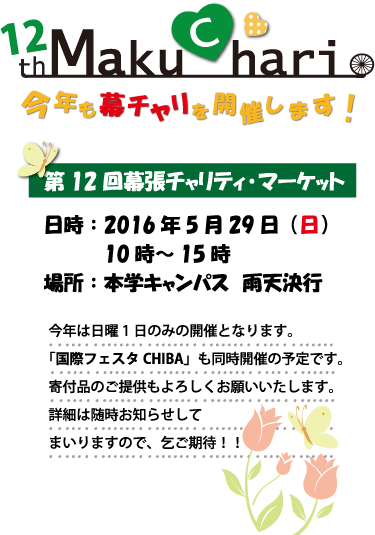 12th Maku C hari
今年も幕チャリを開催します！
第12回幕張チャリティ・マーケット
日時：2016年5月29日（日）
10時～15時
場所：本学キャンパス 雨天決行
今年は日曜1日のみの開催となります。
「国際フェスタCHIBA」も同時開催の予定です。
寄付品のご提供もよろしくお願いいたします。
詳細は随時お知らせして
まいりますので、乞ご期待！！